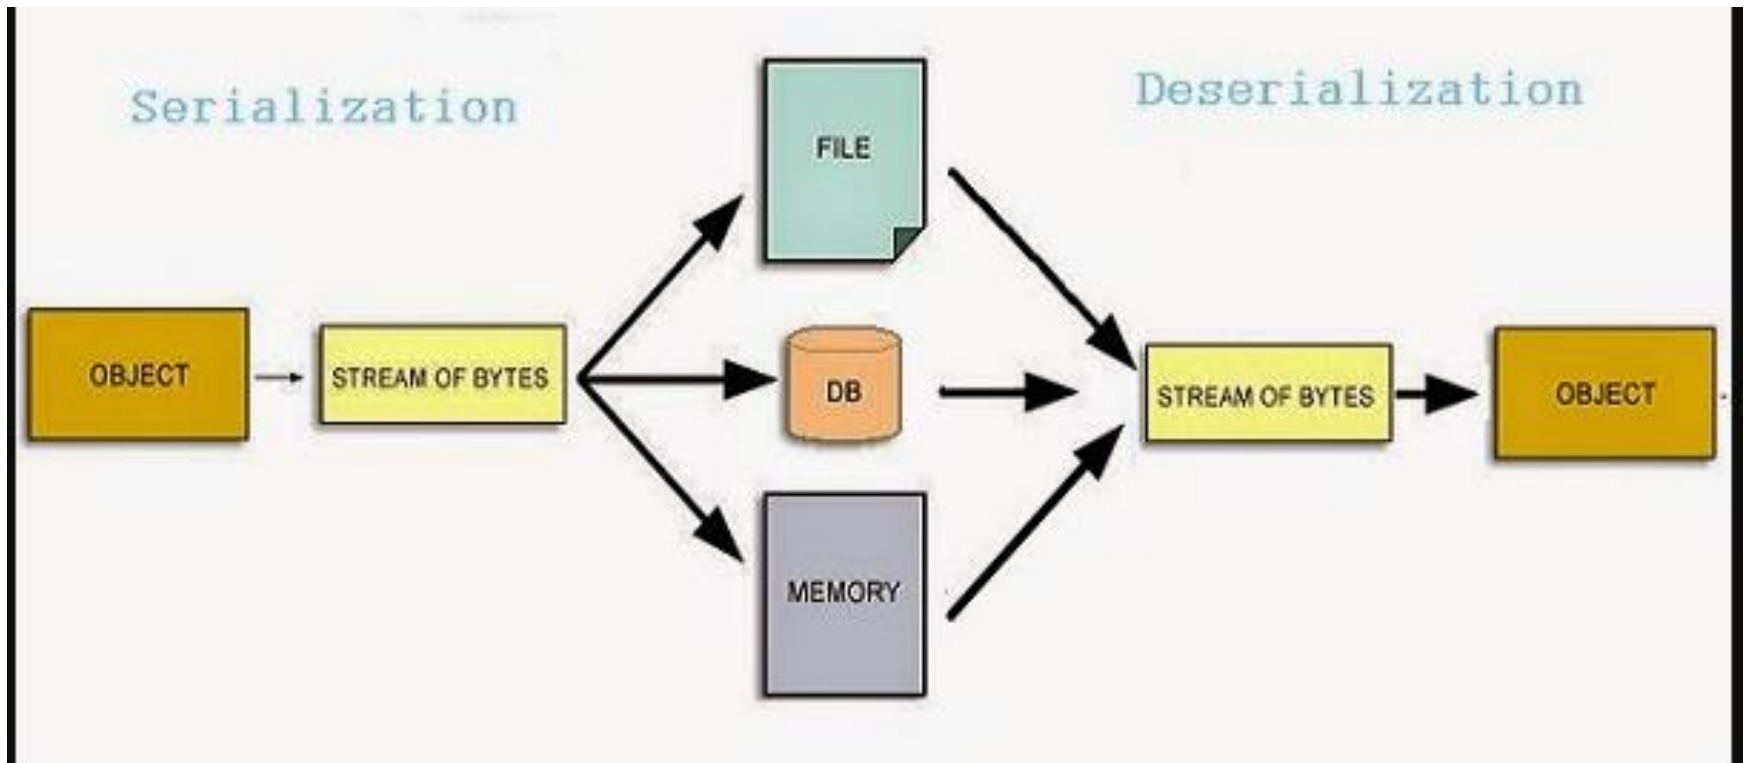 Serialization
Deserialization
FILE
OBJECT
STREAM OF BYTES
DB
STREAM OF BYTES
OBJECT
MEMORY